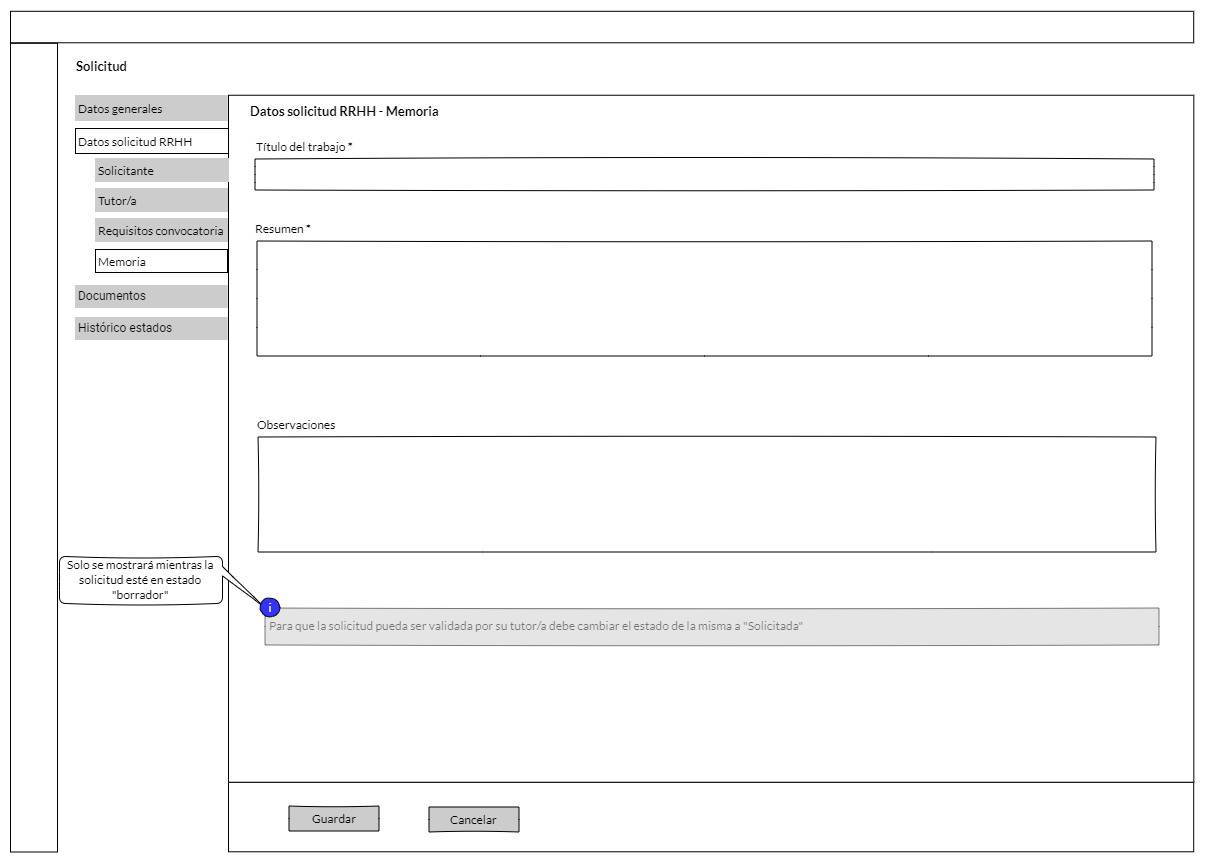 Solicitud
Datos generales
Datos solicitud RRHH
Solicitante
Tutor/a
Requisitos convocatoria
Memoria
Documentos
Histórico estados
Datos solicitud RRHH - Memoria
Título del trabajo *
Resumen *
Observaciones
Solo se mostrará mientras la
solicitud esté en estado
"borrador"
i
Para que la solicitud pueda ser validada por su tutor/a debe cambiar el estado de la misma a "Solicitada"
Guardar
Cancelar